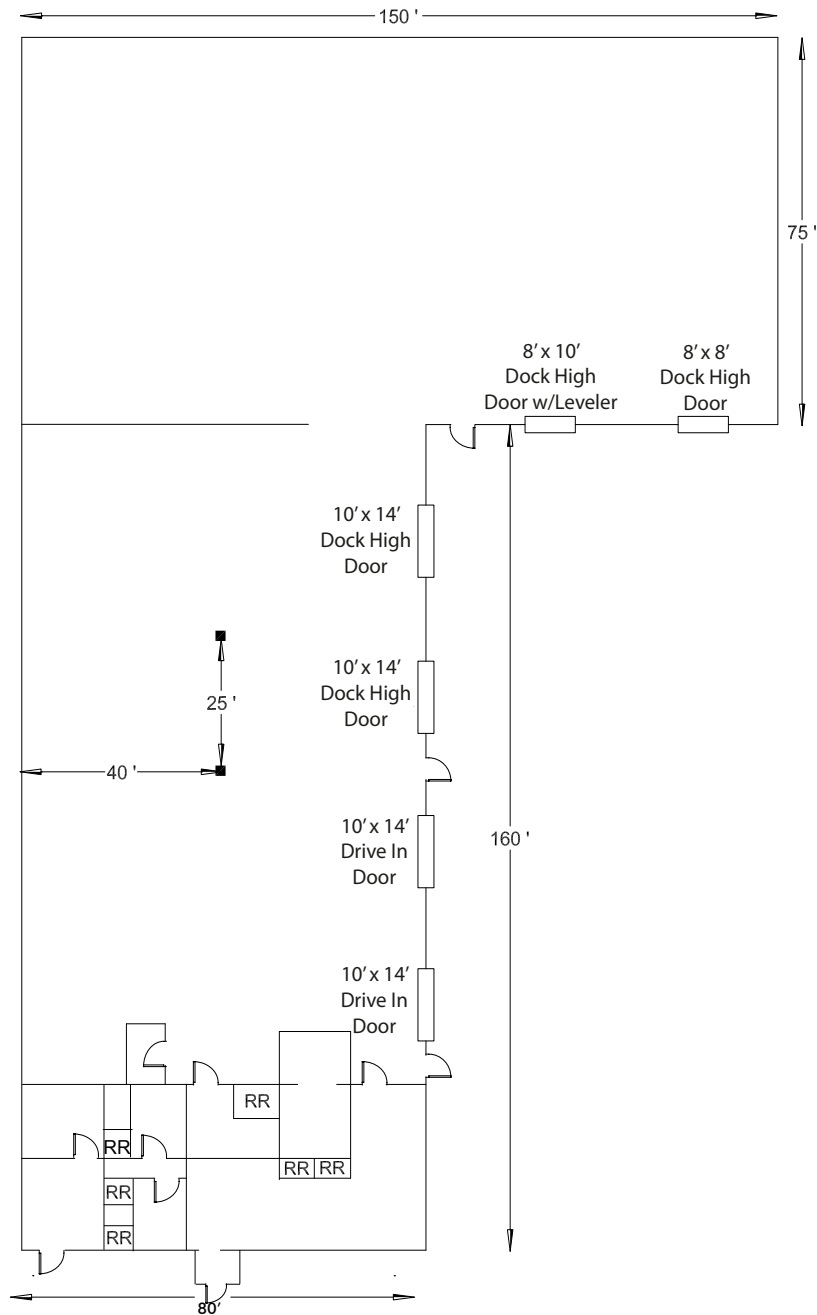 150 '
75 '
8' x 10'
Dock High
Door w/Leveler
8' x 8'
Dock High
Door
10' x 14'
Dock High
Door
10' x 14'
Dock High
Door
25 '
40 '
10' x 14'
Drive In
Door
160 '
10' x 14'
Drive In
Door
RR
RR
RR
RR
RR
RR
80'